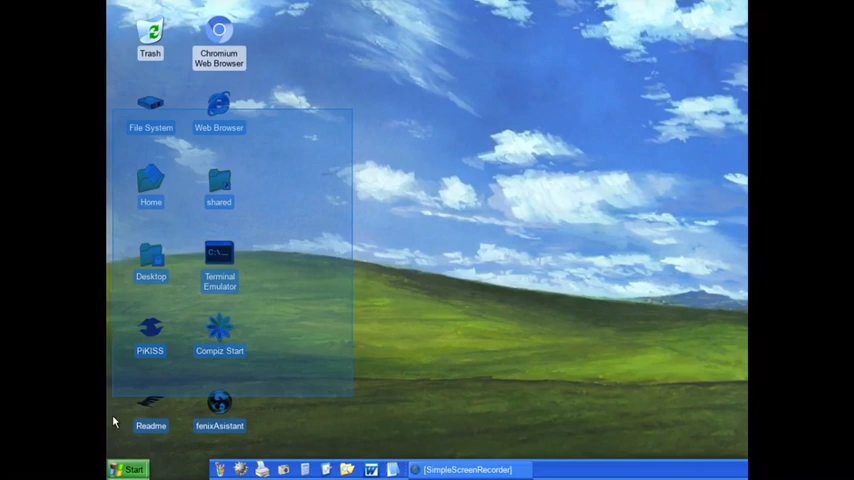 Trash
Chromium
Web Browser
File System
Web Browser
Home
shared
Desktop
C:\_
Terminal
Emulator
PiKISS
Compiz Start
Readme
fenixAsistant
Start
W
[SimpleScreenRecorder]